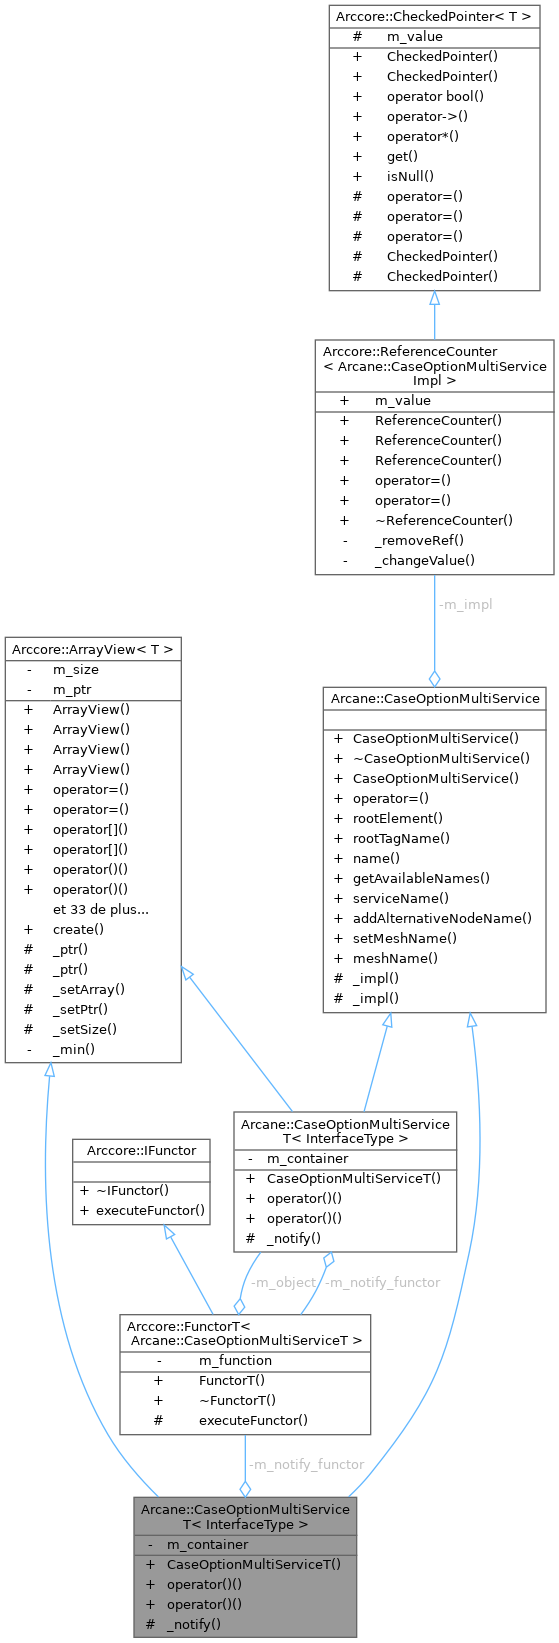 Arccore::CheckedPointer< T >
# m_value
+ CheckedPointer()
+ CheckedPointer()
+ operator bool()
+ operator->()
+ operator*()
+ get()
+ isNull()
# operator=()
# operator=()
# operator=()
# CheckedPointer()
# CheckedPointer()
Arccore::ReferenceCounter
< Arcane::CaseOptionMultiService
Impl >
+ m_value
+ ReferenceCounter()
+ ReferenceCounter()
+ ReferenceCounter()
+ operator=()
+ operator=()
+ ~ReferenceCounter()
- _removeRef()
- _changeValue()
-m_impl
Arccore::ArrayView< T >
- m_size
- m_ptr
+ ArrayView()
+ ArrayView()
+ ArrayView()
+ ArrayView()
+ operator=()
+ operator=()
+ operator[]()
+ operator[]()
+ operator()()
+ operator()()
et 33 de plus...
+ create()
# _ptr()
# _ptr()
# _setArray()
# _setPtr()
# _setSize()
- _min()
Arcane::CaseOptionMultiService
+ CaseOptionMultiService()
+ ~CaseOptionMultiService()
+ CaseOptionMultiService()
+ operator=()
+ rootElement()
+ rootTagName()
+ name()
+ getAvailableNames()
+ serviceName()
+ addAlternativeNodeName()
+ setMeshName()
+ meshName()
# _impl()
# _impl()
Arccore::IFunctor
+ ~IFunctor()
+ executeFunctor()
Arcane::CaseOptionMultiService
T< InterfaceType >
- m_container
+ CaseOptionMultiServiceT()
+ operator()()
+ operator()()
# _notify()
-m_object
-m_notify_functor
Arccore::FunctorT<
Arcane::CaseOptionMultiServiceT >
- m_function
+ FunctorT()
+ ~FunctorT()
# executeFunctor()
-m_notify_functor
Arcane::CaseOptionMultiService
T< InterfaceType >
- m_container
+ CaseOptionMultiServiceT()
+ operator()()
+ operator()()
# _notify()